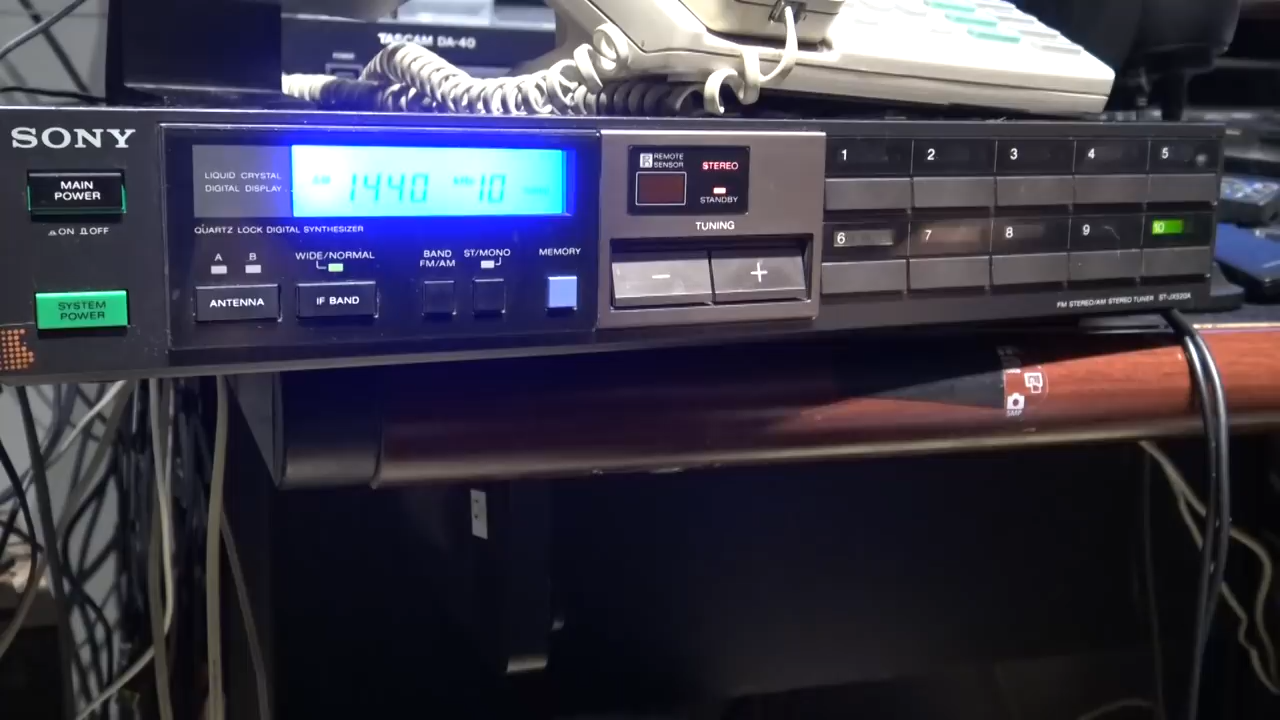 TASCAM DA-40
SONY
MAIN
POWER
ON OFF
SYSTEM
POWER
LIQUID CRYSTAL
DIGITAL DISPLAY
AM 1440 10
QUARTZ LOCK DIGITAL SYNTHESIZER
A B
ANTENNA
WIDE/NORMAL
IF BAND
BAND
FM/AM
ST/MONO
MEMORY
R REMOTE
SENSOR
STEREO
STANDBY
TUNING
− +
1 2 3 4 5
6 7 8 9 10
FM STEREO/AM STEREO TUNER ST-JX520A
SMP